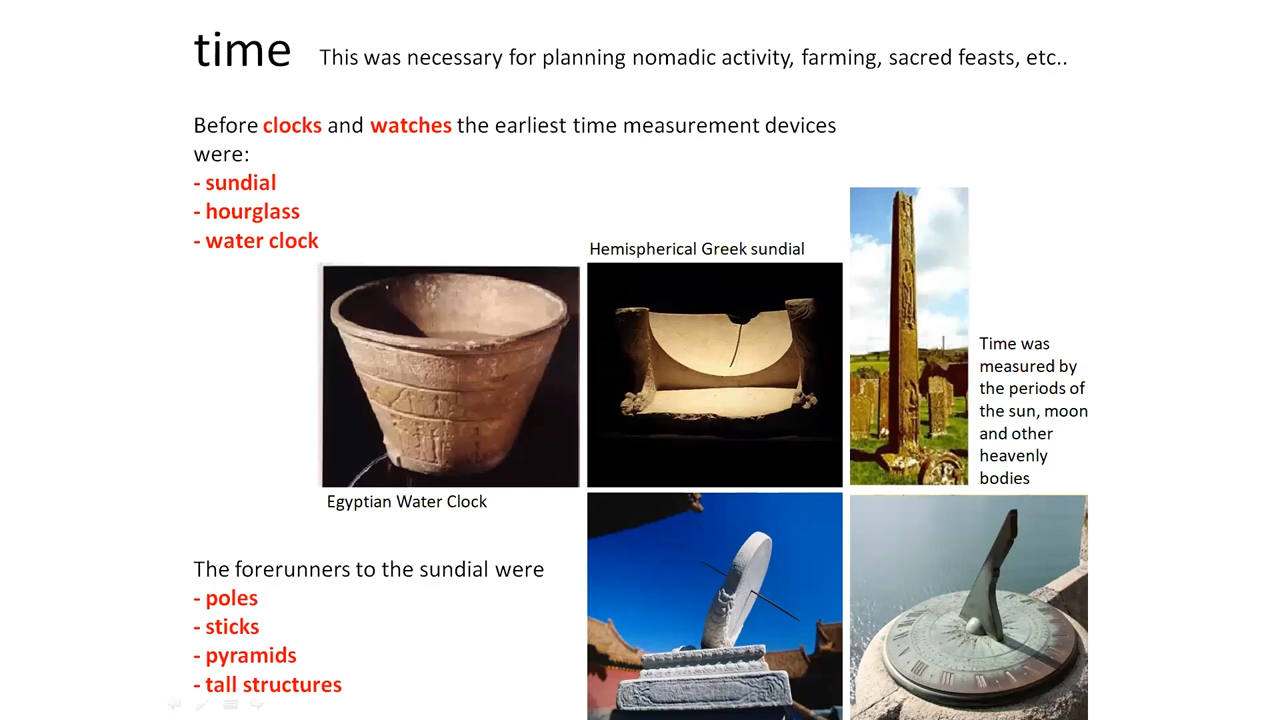 time This was necessary for planning nomadic activity, farming, sacred feasts, etc..
Before clocks and watches the earliest time measurement devices
were:
- sundial
- hourglass
- water clock
Hemispherical Greek sundial
Time was
measured by
the periods of
the sun, moon
and other
heavenly
bodies
Egyptian Water Clock
The forerunners to the sundial were
- poles
- sticks
- pyramids
- tall structures